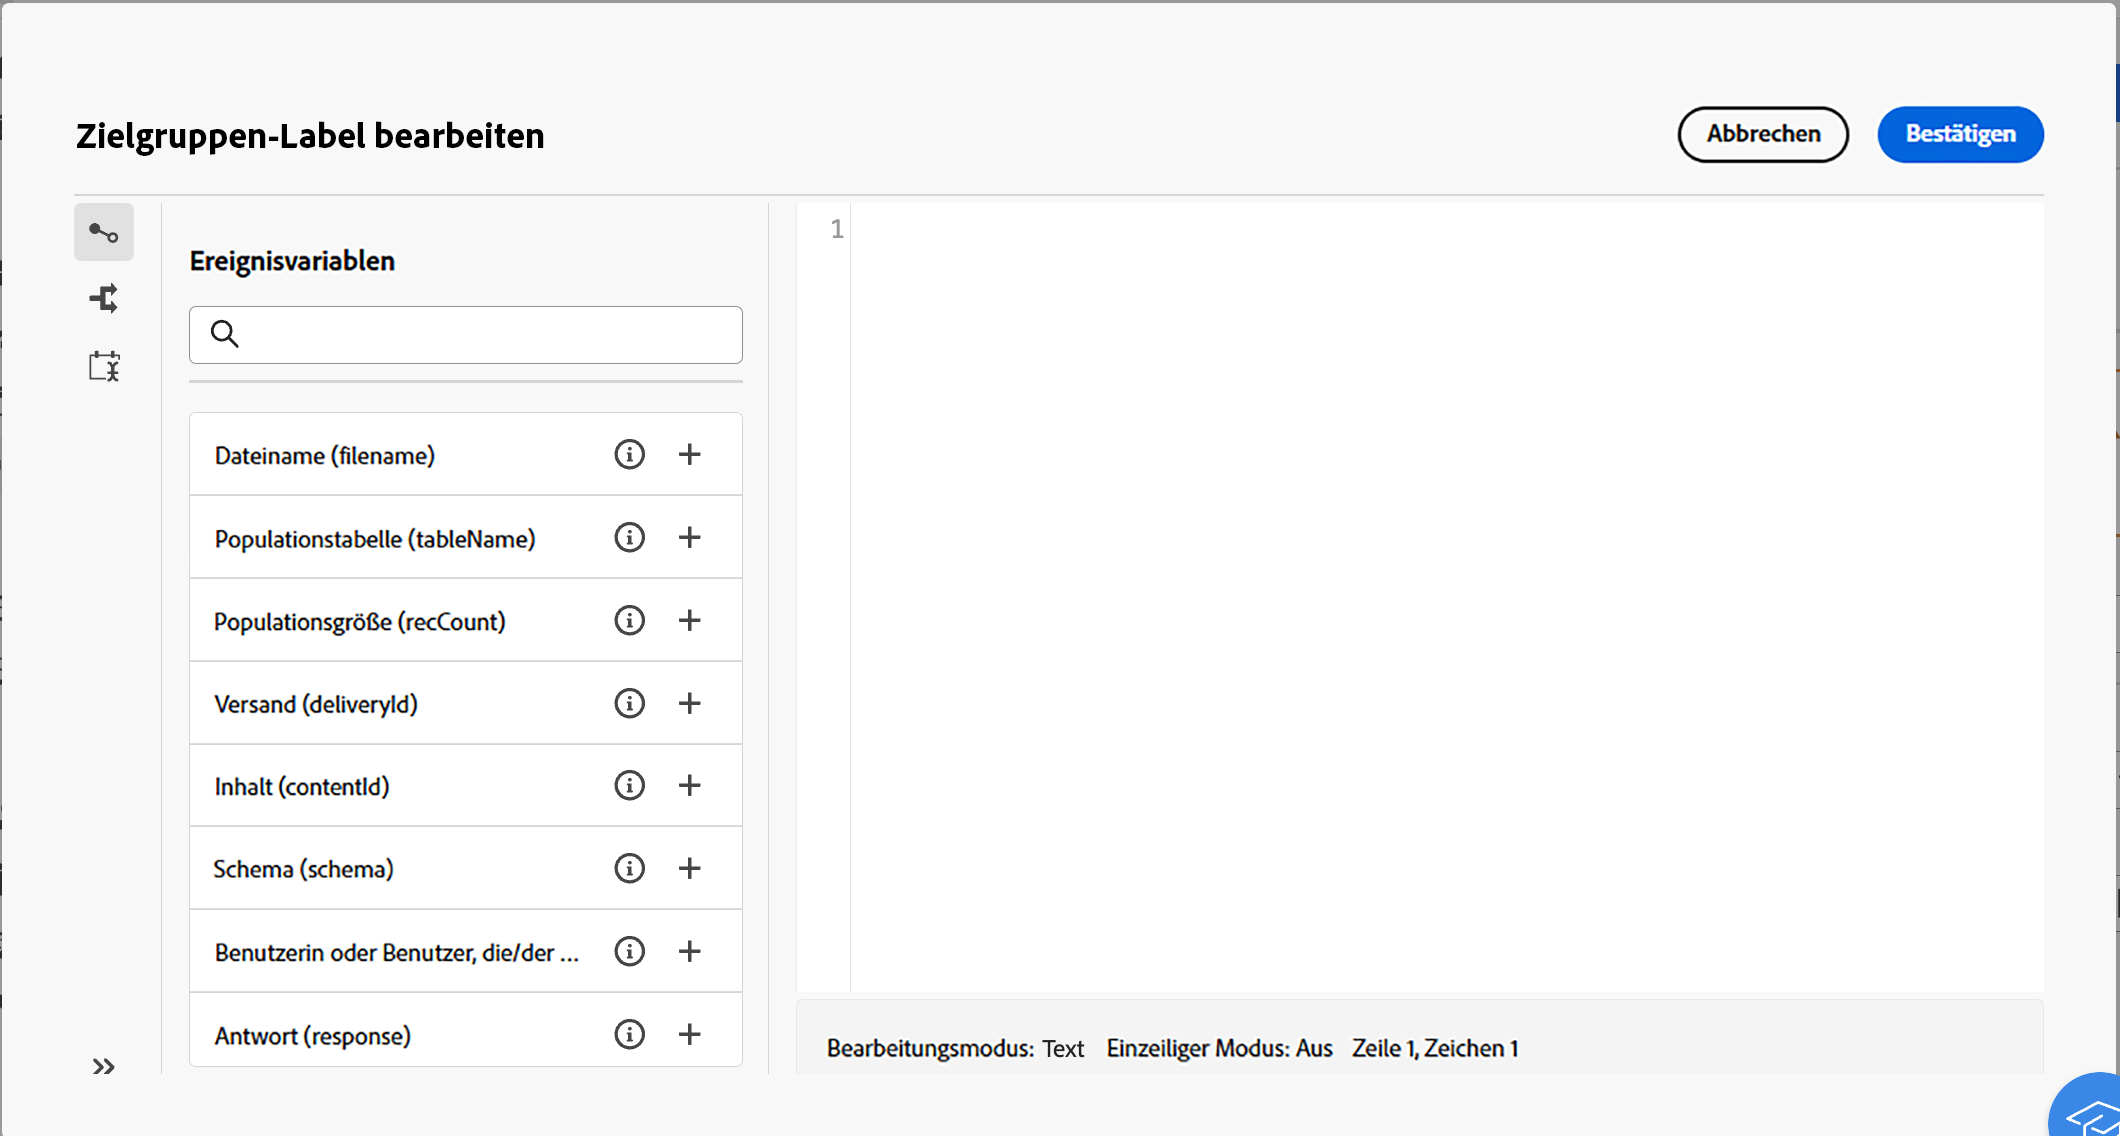 Zielgruppen-Label bearbeiten
Abbrechen
Bestätigen
Ereignisvariablen
Dateiname (filename)
Populationstabelle (tableName)
Populationsgröße (recCount)
Versand (deliveryId)
Inhalt (contentId)
Schema (schema)
Benutzerin oder Benutzer, die/der ...
Antwort (response)
1
Bearbeitungsmodus: Text Einzeiliger Modus: Aus Zeile 1, Zeichen 1